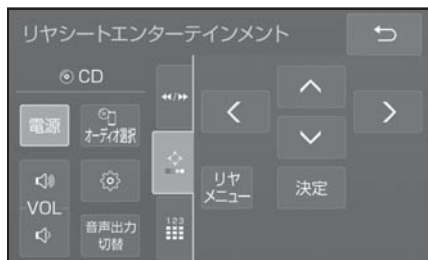 リヤシートエンターテインメント
CD
電源
オーディオ選択
リヤ
メニュー
決定
VOL
音声出力
切替
123